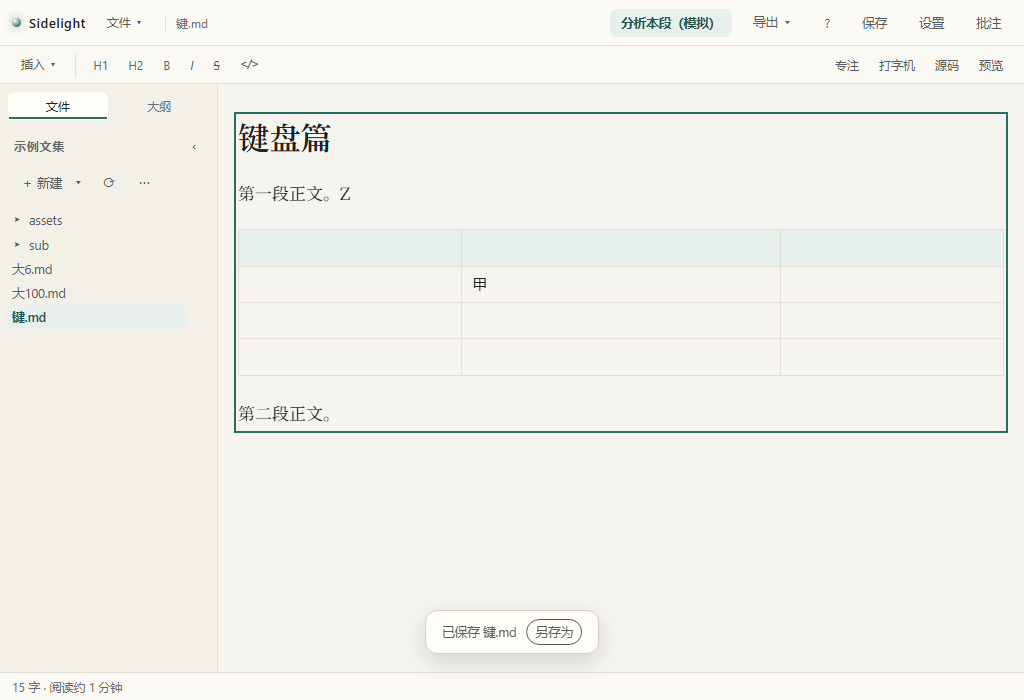 Sidelight 文件 键.md 分析本段（模拟） 导出 ? 保存 设置 批注
插入 H1 H2 B I S </> 专注 打字机 源码 预览
文件 大纲
示例文集
+ 新建 ...
assets
sub
大6.md
大100.md
键.md
键盘篇
第一段正文。Z
甲
第二段正文。
已保存 键.md 另存为
15 字 · 阅读约 1 分钟